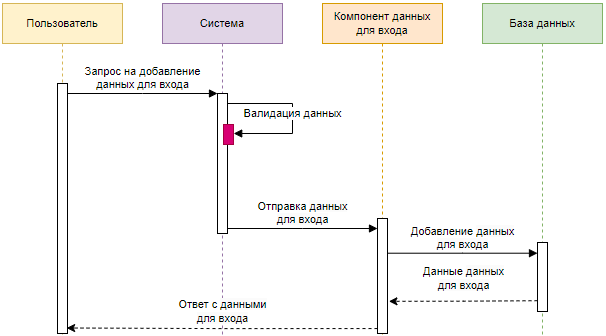 Пользователь
Система
Компонент данных
для входа
База данных
Запрос на добавление
данных для входа
Валидация данных
Отправка данных
для входа
Добавление данных
для входа
Данные данных
для входа
Ответ с данными
для входа